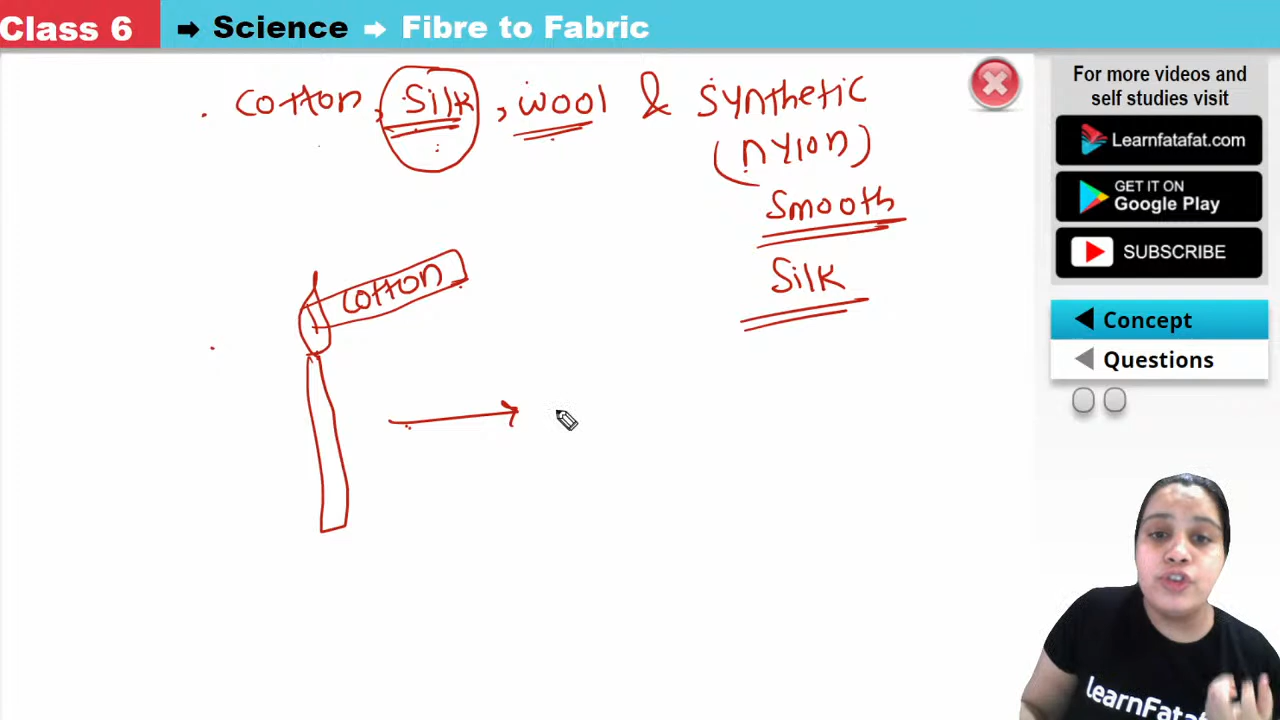 Class 6 ➡ Science ➡ Fibre to Fabric
. Cotton, Silk, wool & Synthetic
(nylon)
Smooth
Silk
cotton
For more videos and
self studies visit
Learnfatafat.com
GET IT ON
Google Play
SUBSCRIBE
Concept
Questions
learnFatafat